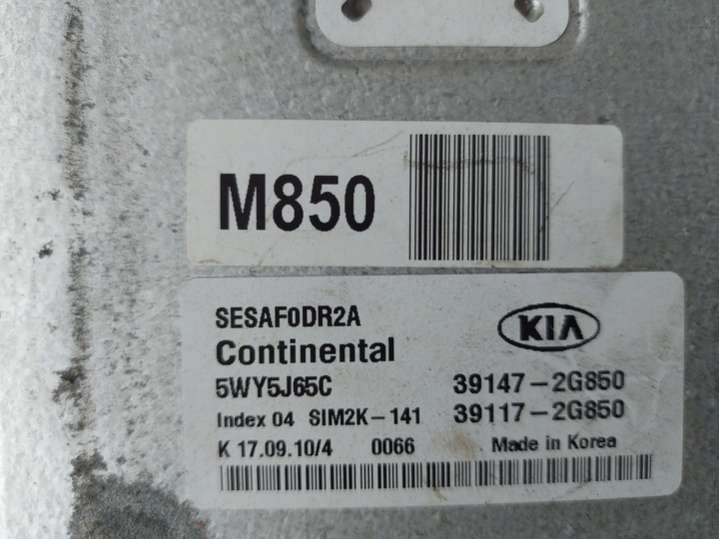 M850
SESAF0DR2A
KIA
Continental
5WY5J65C 39147-2G850
Index 04 SIM2K-141 39117-2G850
K 17.09.10/4 0066 Made in Korea